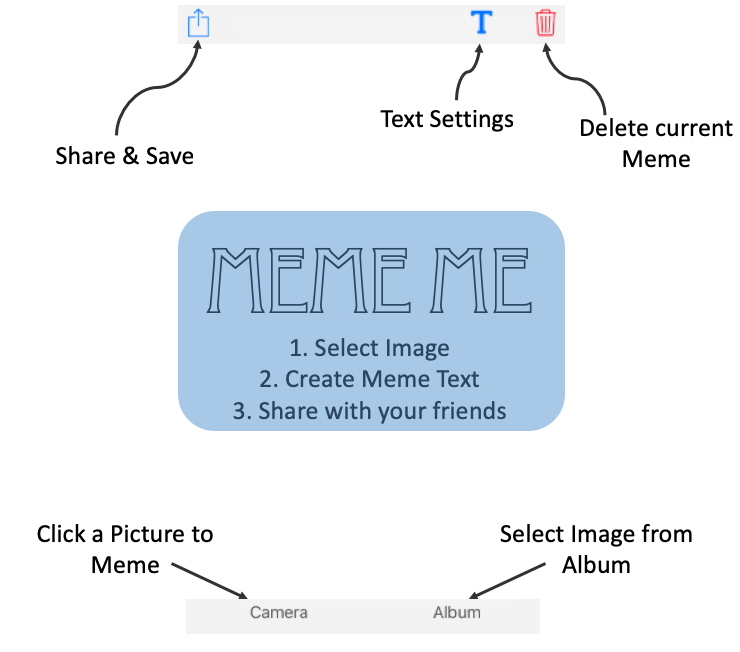 T
Text Settings
Delete current
Meme
Share & Save
MEME ME
1. Select Image
2. Create Meme Text
3. Share with your friends
Click a Picture to
Meme
Select Image from
Album
Camera
Album